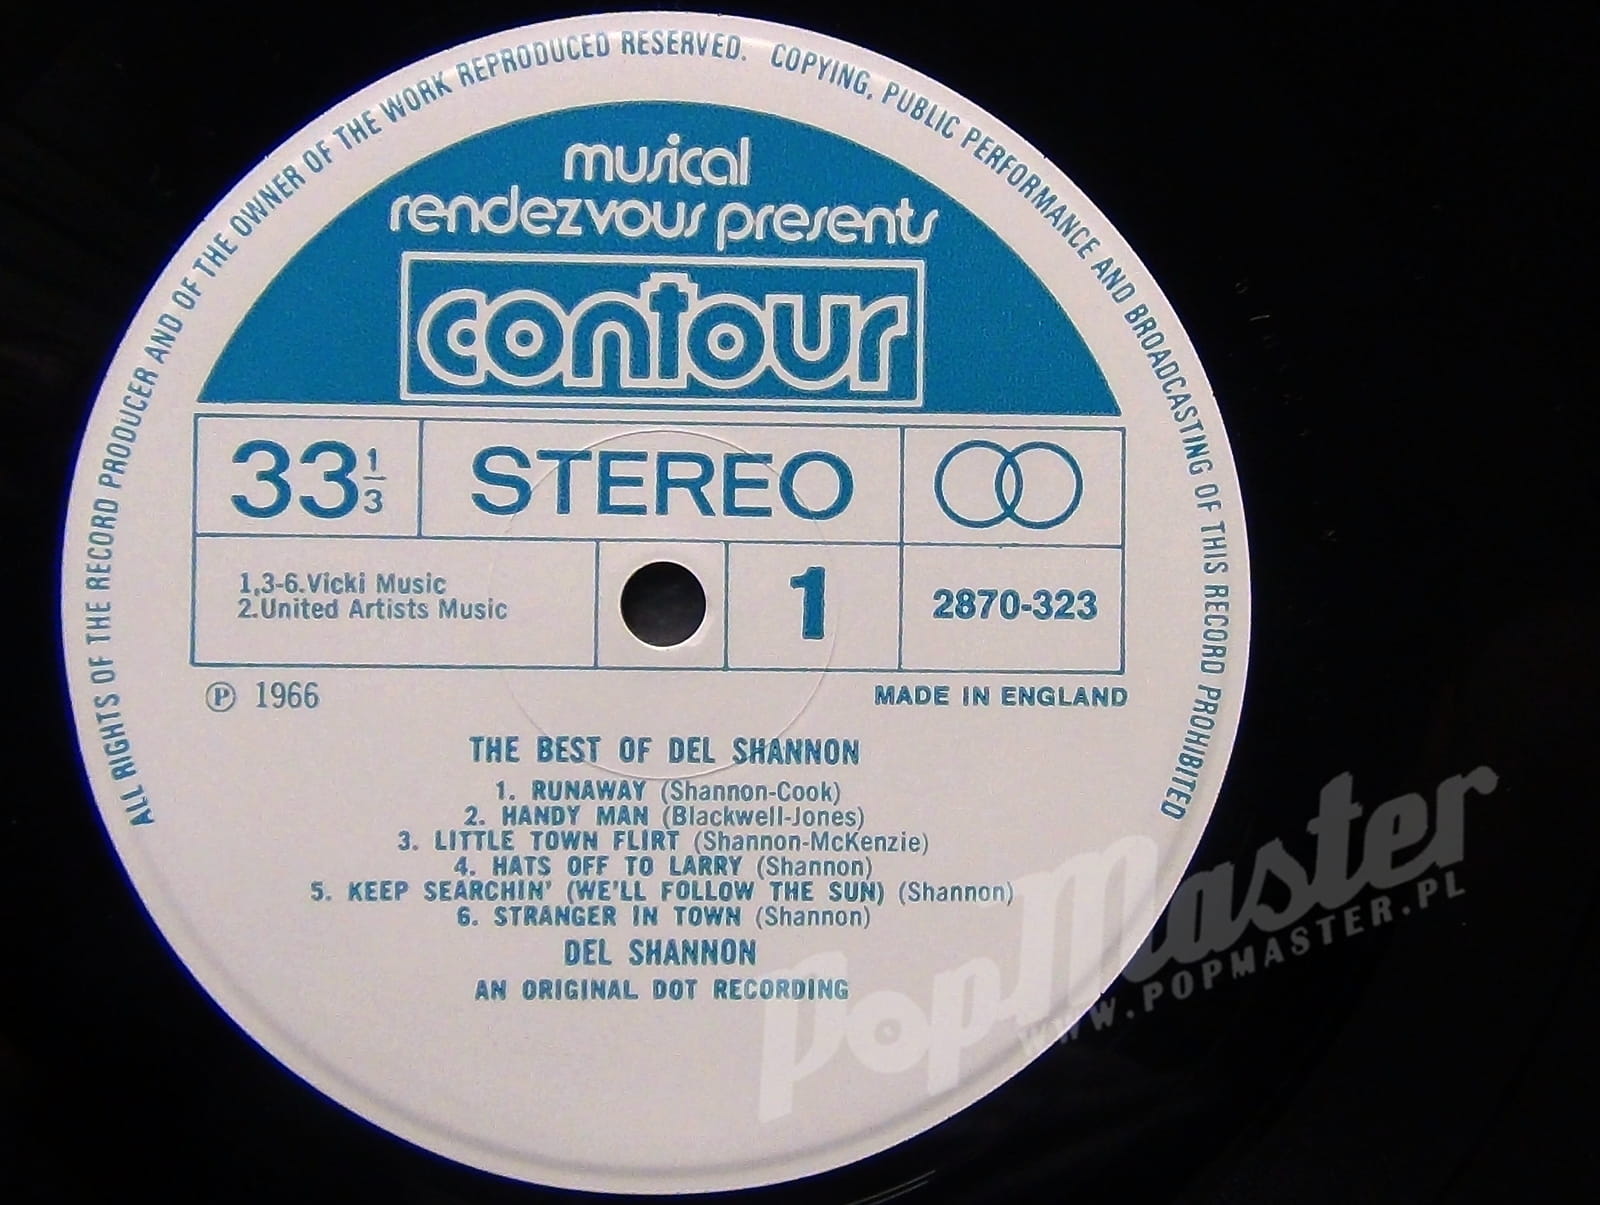 ALL RIGHTS OF THE RECORD PRODUCER AND OF THE OWNER OF THE WORK REPRODUCED RESERVED. COPYING, PUBLIC PERFORMANCE AND BROADCASTING OF THIS RECORD PROHIBITED
musical
rendezvous presents
contour
33 1/3 STEREO
1,3-6.Vicki Music
2.United Artists Music
1
2870-323
Ⓟ 1966
MADE IN ENGLAND
THE BEST OF DEL SHANNON
1. RUNAWAY (Shannon-Cook)
2. HANDY MAN (Blackwell-Jones)
3. LITTLE TOWN FLIRT (Shannon-McKenzie)
4. HATS OFF TO LARRY (Shannon)
5. KEEP SEARCHIN' (WE'LL FOLLOW THE SUN) (Shannon)
6. STRANGER IN TOWN (Shannon)
DEL SHANNON
AN ORIGINAL DOT RECORDING
PopMaster
WWW.POPMASTER.PL